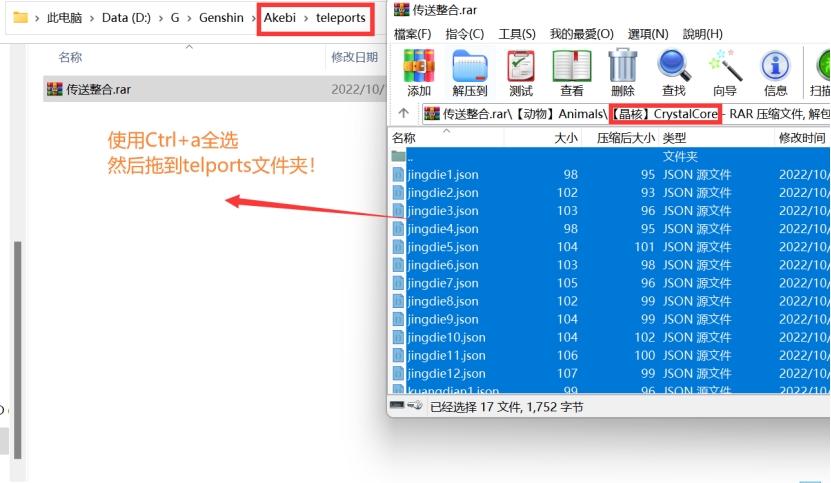 此电脑 › Data (D:) › G › Genshin › Akebi › teleports
名称 修改日期
传送整合.rar 2022/10/
使用Ctrl+a全选
然后拖到telports文件夹！
传送整合.rar
檔案(F) 指令(C) 工具(S) 我的最愛(O) 選項(N) 說明(H)
添加 解压到 测试 查看 删除 查找 向导 信息 扫描
传送整合.rar\【动物】Animals\【晶核】CrystalCore - RAR 压缩文件, 解包
名称 大小 压缩后大小 类型 修改时间
.. 文件夹
jingdie1.json 98 95 JSON 源文件 2022/10/
jingdie2.json 102 93 JSON 源文件 2022/10/
jingdie3.json 103 96 JSON 源文件 2022/10/
jingdie4.json 98 95 JSON 源文件 2022/10/
jingdie5.json 104 101 JSON 源文件 2022/10/
jingdie6.json 103 98 JSON 源文件 2022/10/
jingdie7.json 105 96 JSON 源文件 2022/10/
jingdie8.json 102 99 JSON 源文件 2022/10/
jingdie9.json 104 99 JSON 源文件 2022/10/
jingdie10.json 104 102 JSON 源文件 2022/10/
jingdie11.json 106 100 JSON 源文件 2022/10/
jingdie12.json 107 99 JSON 源文件 2022/10/
kuangdian1.json 99 96 JSON 源文件 2022/10/
已经选择 17 文件, 1,752 字节